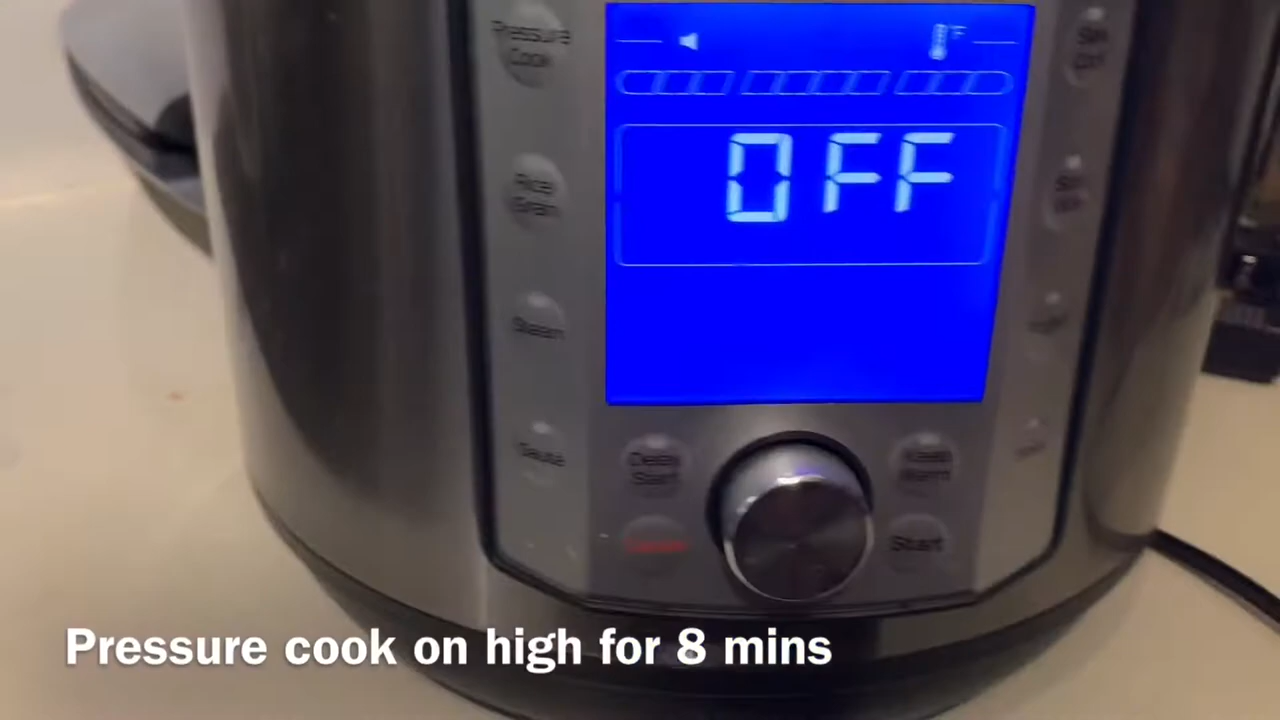 Pressure
Cook
°F
OFF
Rice
Grain
Steam
Saute
Delay
Start
Keep
Warm
Cancel
Start
Pressure cook on high for 8 mins